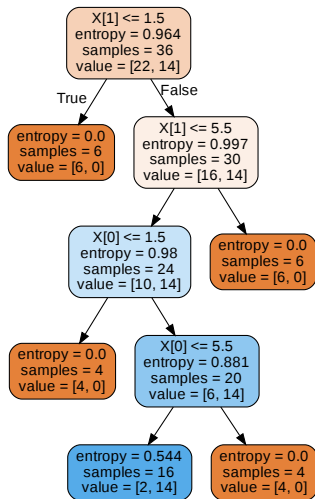 X[1] <= 1.5
entropy = 0.964
samples = 36
value = [22, 14]
True
False
entropy = 0.0
samples = 6
value = [6, 0]
X[1] <= 5.5
entropy = 0.997
samples = 30
value = [16, 14]
X[0] <= 1.5
entropy = 0.98
samples = 24
value = [10, 14]
entropy = 0.0
samples = 6
value = [6, 0]
entropy = 0.0
samples = 4
value = [4, 0]
X[0] <= 5.5
entropy = 0.881
samples = 20
value = [6, 14]
entropy = 0.544
samples = 16
value = [2, 14]
entropy = 0.0
samples = 4
value = [4, 0]